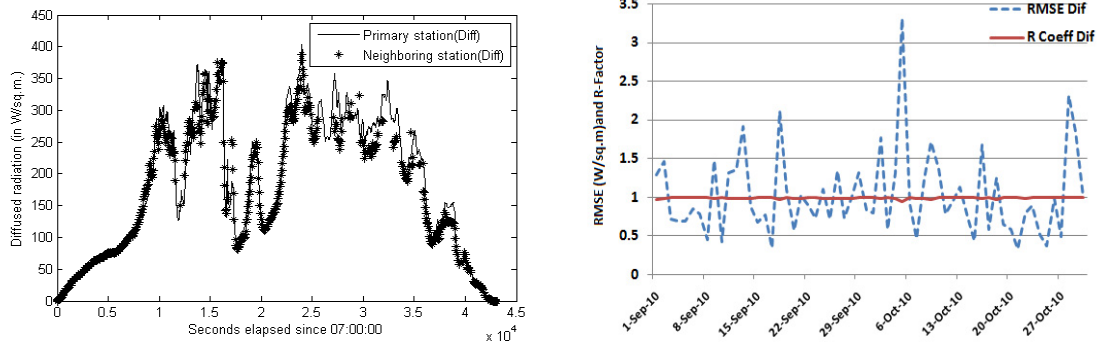 450
400
350
300
250
200
150
100
50
0
Diffused radiation (in W/sq.m.)
Primary station(Diff)
Neighboring station(Diff)
0 0.5 1 1.5 2 2.5 3 3.5 4 4.5
Seconds elapsed since 07:00:00
x 10^4
3.5
3
2.5
2
1.5
1
0.5
0
RMSE (W/sq.m)and R-Factor
RMSE Dif
R Coeff Dif
1-Sep-10
8-Sep-10
15-Sep-10
22-Sep-10
29-Sep-10
6-Oct-10
13-Oct-10
20-Oct-10
27-Oct-10